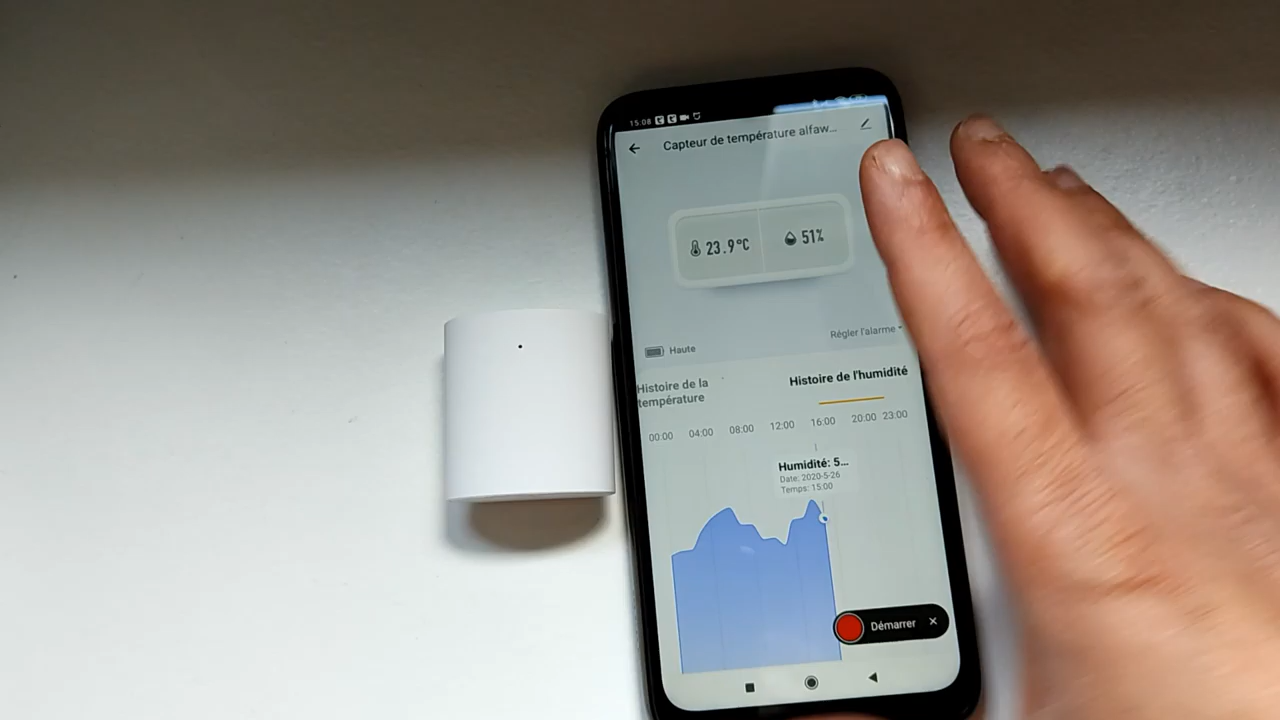 15:08
Capteur de température alfaw...
23.9°C
51%
Régler l'alarme
Haute
Histoire de la
température
Histoire de l'humidité
00:00 04:00 08:00 12:00 16:00 20:00 23:00
Humidité: 5...
Date: 2020-5-26
Temps: 15:00
Démarrer